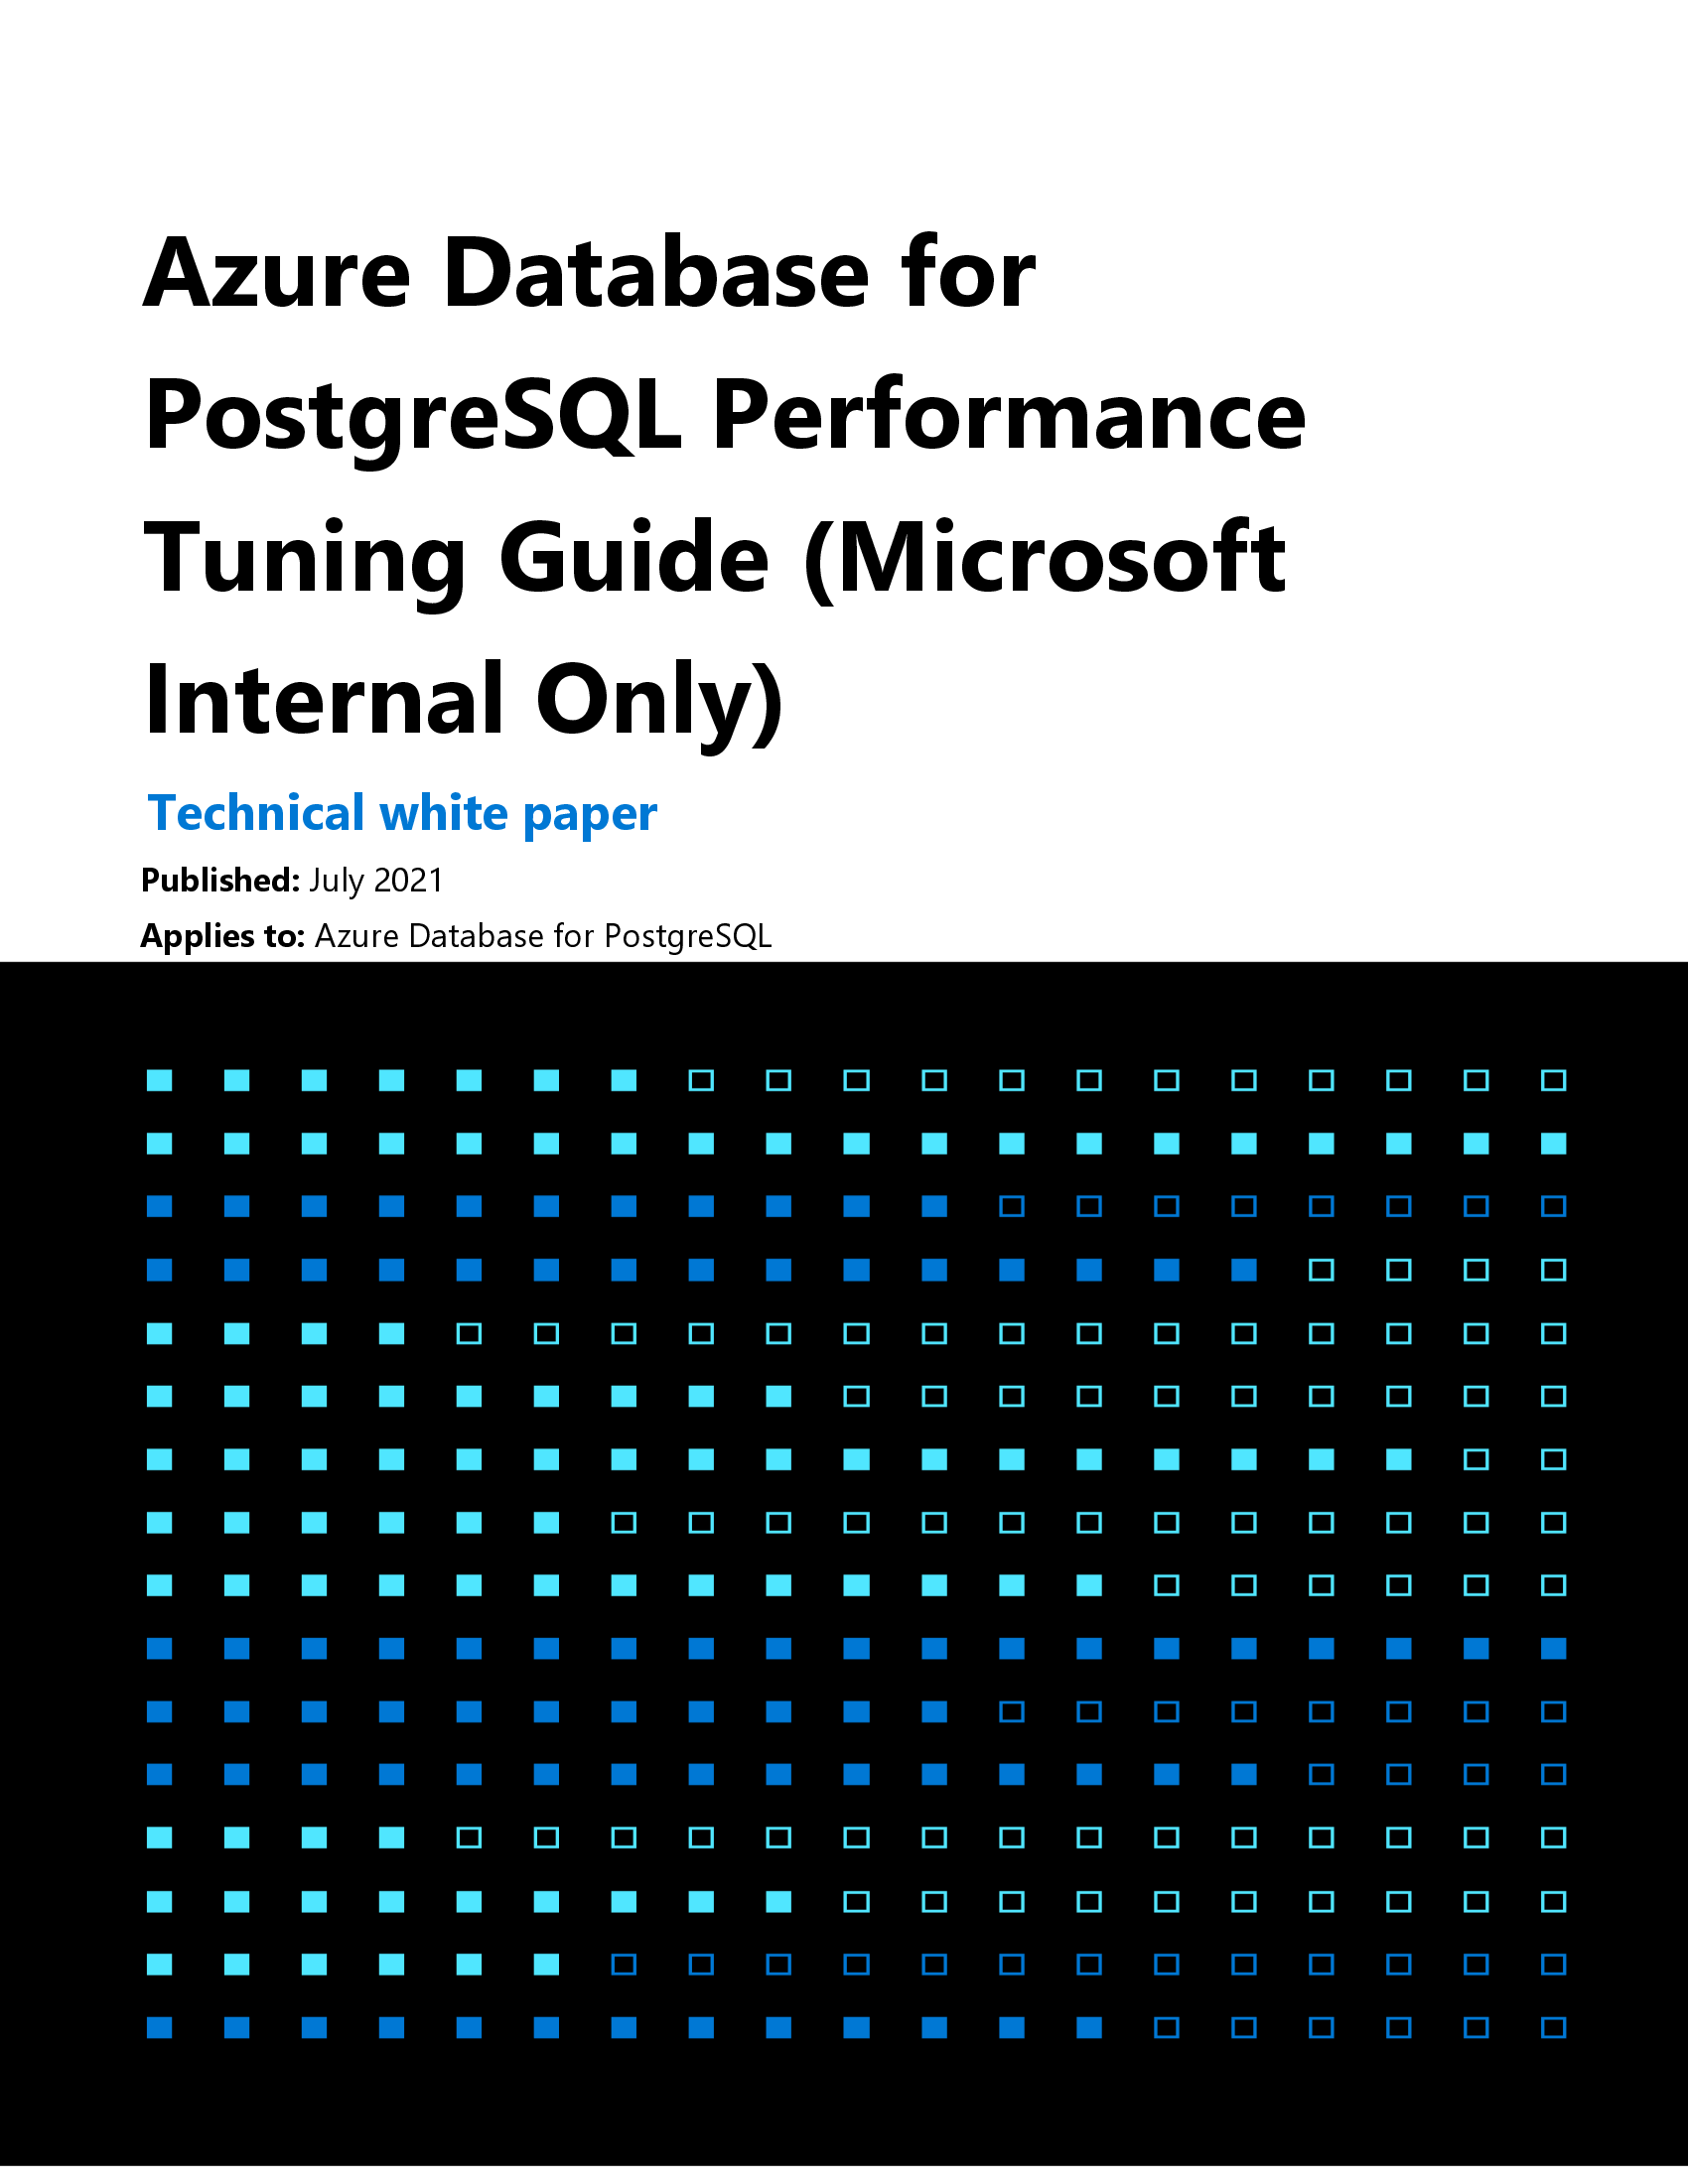 Azure Database for
PostgreSQL Performance
Tuning Guide (Microsoft
Internal Only)
Technical white paper
Published: July 2021
Applies to: Azure Database for PostgreSQL